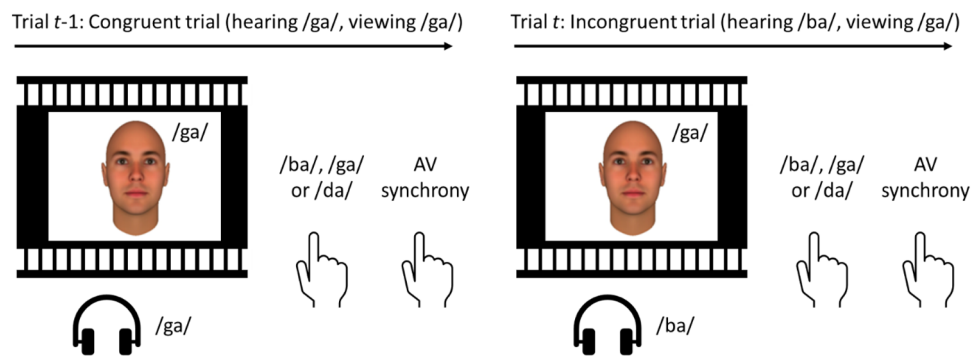 Trial t-1: Congruent trial (hearing /ga/, viewing /ga/)
/ga/
/ba/, /ga/
or /da/
AV
synchrony
/ga/
Trial t: Incongruent trial (hearing /ba/, viewing /ga/)
/ga/
/ba/, /ga/
or /da/
AV
synchrony
/ba/